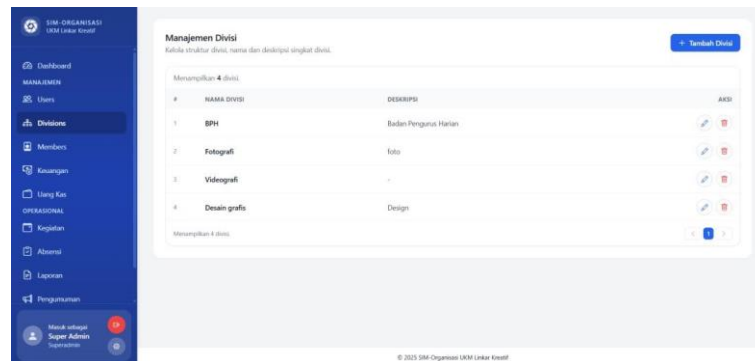 SIM-ORGANISASI
UKM Linkar Kreatif
Dashboard
MANAJEMEN
Users
Divisions
Members
Keuangan
Uang Kas
OPERASIONAL
Kegiatan
Absensi
Laporan
Pengumuman
Masuk sebagai
Super Admin
Superadmin
Manajemen Divisi
Kelola struktur divisi, nama dan deskripsi singkat divisi.
+ Tambah Divisi
Menampilkan 4 divisi.
# NAMA DIVISI DESKRIPSI AKSI
1 BPH Badan Pengurus Harian
2 Fotografi foto
3 Videografi -
4 Desain grafis Design
Menampilkan 4 divisi.
< 1 >
© 2025 SIM-Organisasi UKM Linkar Kreatif